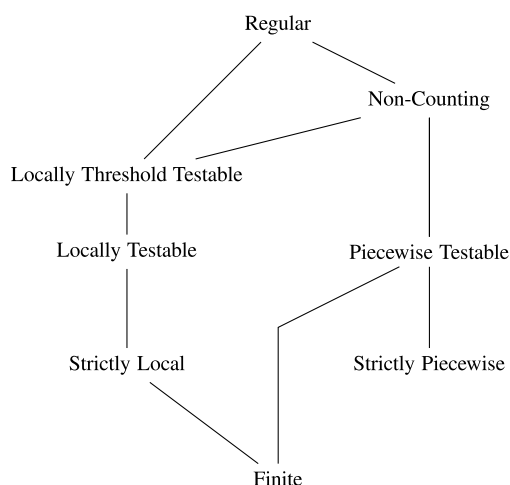 Regular
Non-Counting
Locally Threshold Testable
Locally Testable
Piecewise Testable
Strictly Local
Strictly Piecewise
Finite